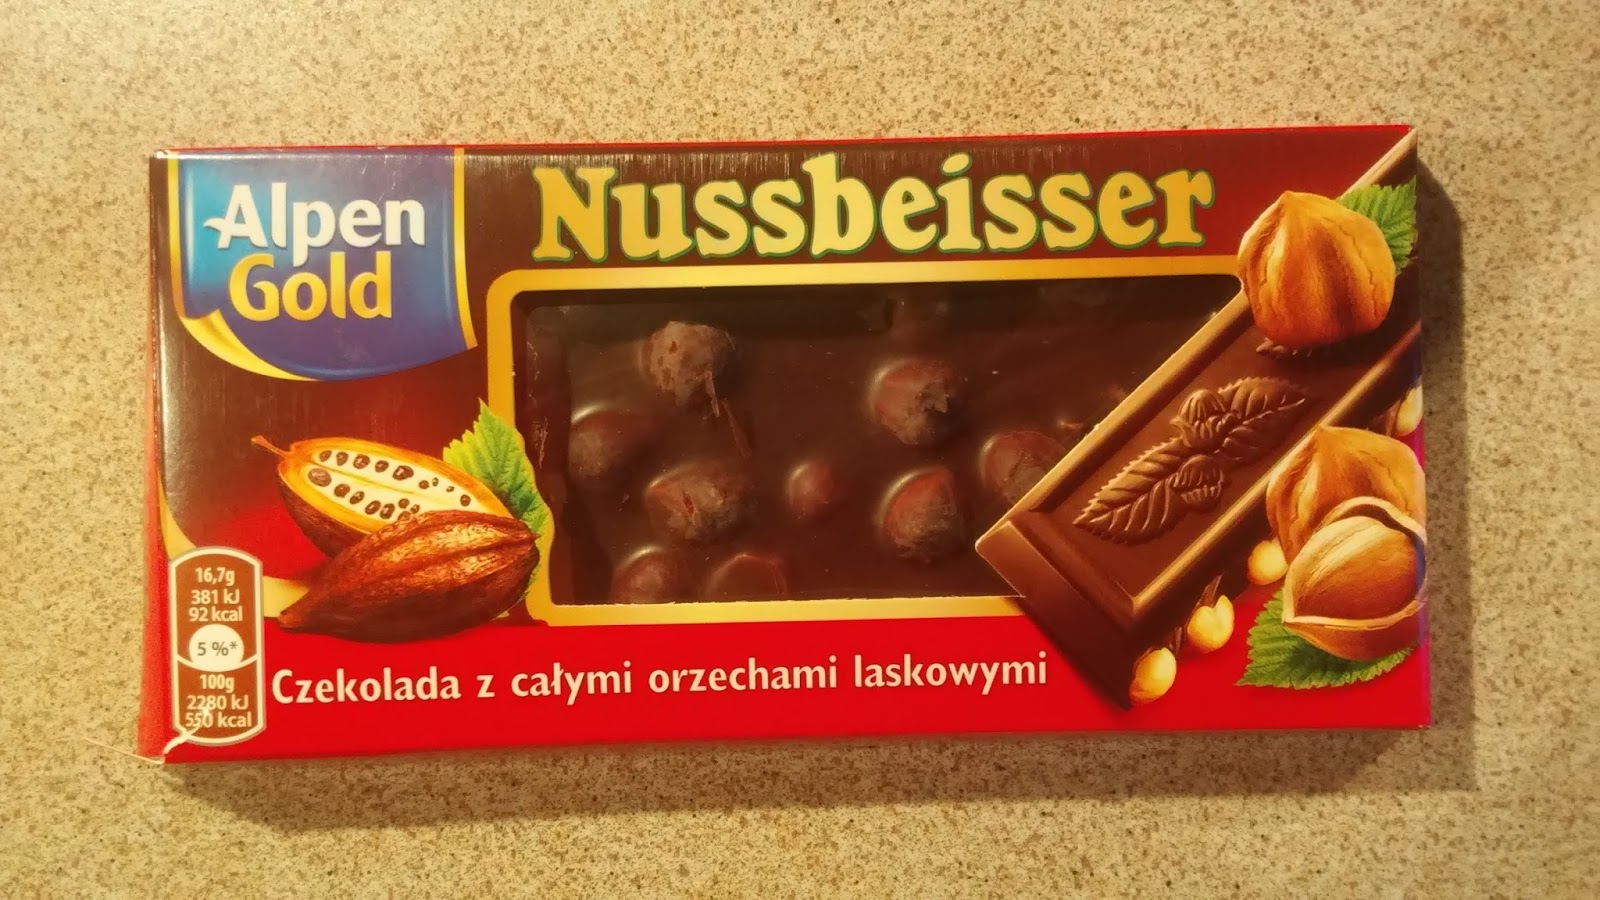 Alpen
Gold
Nussbeisser
16,7g
381 kJ
92 kcal
5 %*
100g
2280 kJ
550 kcal
Czekolada z całymi orzechami laskowymi